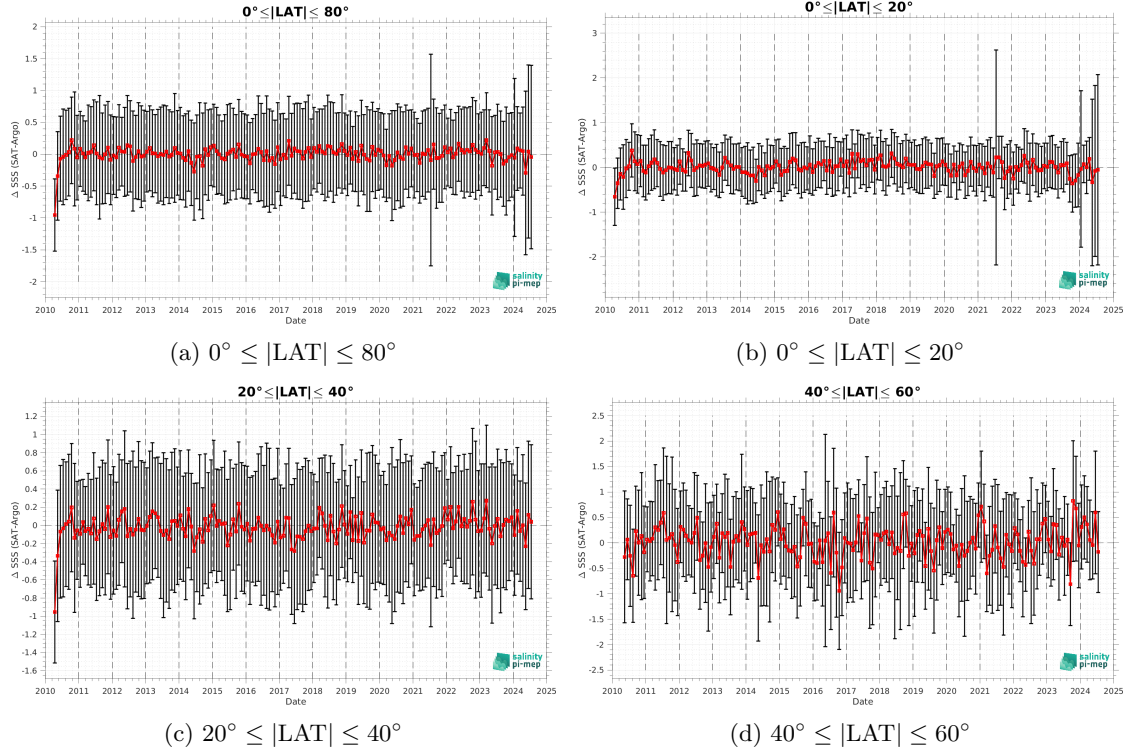 0°≤|LAT|≤ 80°
Δ SSS (SAT-Argo)
2
1.5
1
0.5
0
-0.5
-1
-1.5
-2
2010 2011 2012 2013 2014 2015 2016 2017 2018 2019 2020 2021 2022 2023 2024 2025
Date
salinity
pi-mep
(a) 0° ≤ |LAT| ≤ 80°
0°≤|LAT|≤ 20°
Δ SSS (SAT-Argo)
3
2
1
0
-1
-2
2010 2011 2012 2013 2014 2015 2016 2017 2018 2019 2020 2021 2022 2023 2024 2025
Date
salinity
pi-mep
(b) 0° ≤ |LAT| ≤ 20°
20°≤|LAT|≤ 40°
Δ SSS (SAT-Argo)
1.2
1
0.8
0.6
0.4
0.2
0
-0.2
-0.4
-0.6
-0.8
-1
-1.2
-1.4
-1.6
2010 2011 2012 2013 2014 2015 2016 2017 2018 2019 2020 2021 2022 2023 2024 2025
Date
salinity
pi-mep
(c) 20° ≤ |LAT| ≤ 40°
40°≤|LAT|≤ 60°
Δ SSS (SAT-Argo)
2.5
2
1.5
1
0.5
0
-0.5
-1
-1.5
-2
-2.5
2010 2011 2012 2013 2014 2015 2016 2017 2018 2019 2020 2021 2022 2023 2024 2025
Date
salinity
pi-mep
(d) 40° ≤ |LAT| ≤ 60°